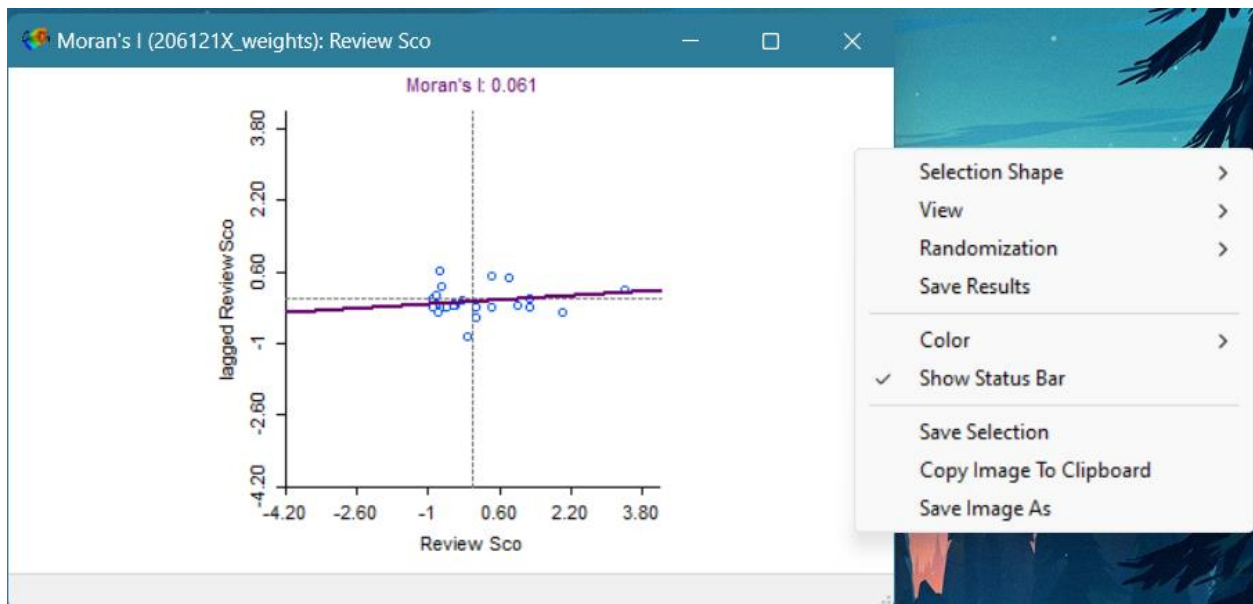 Moran's I (206121X_weights): Review Sco
Moran's I: 0.061
3.80
2.20
0.60
-1
-2.60
-4.20
lagged Review Sco
-4.20 -2.60 -1 0.60 2.20 3.80
Review Sco
Selection Shape
View
Randomization
Save Results
Color
Show Status Bar
Save Selection
Copy Image To Clipboard
Save Image As